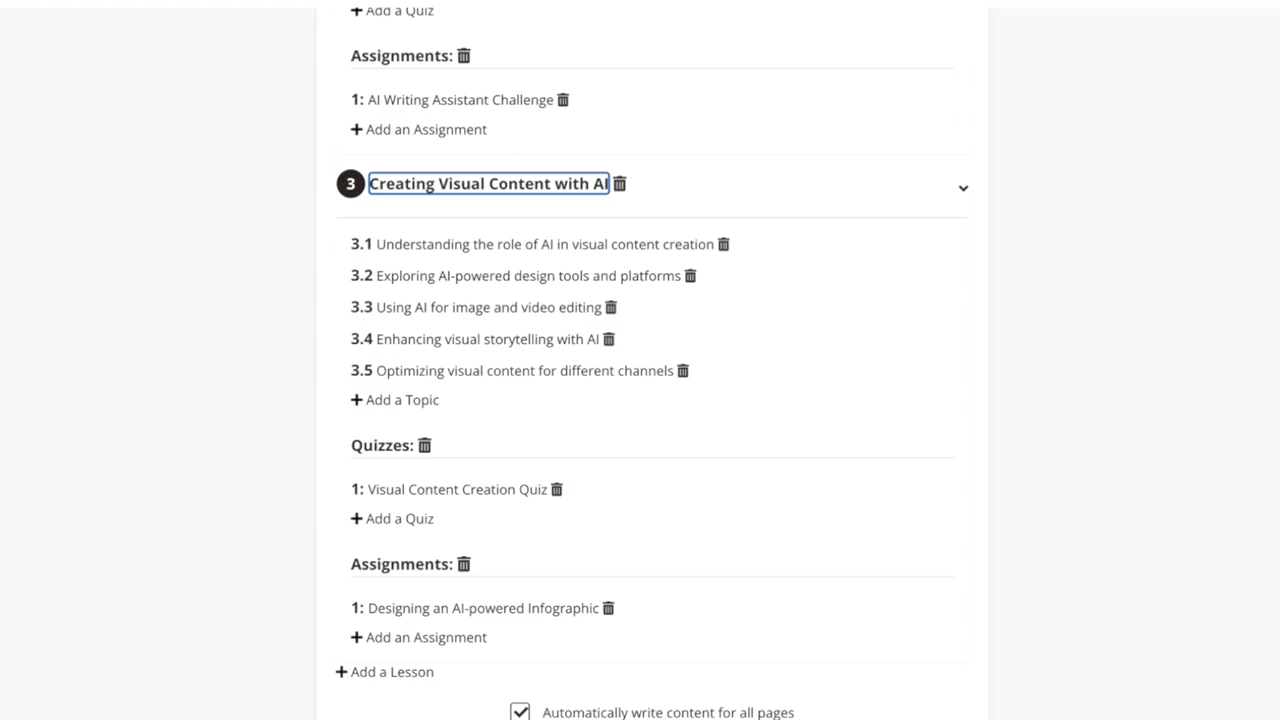 + Add a Quiz
Assignments:
1: AI Writing Assistant Challenge
+ Add an Assignment
3 Creating Visual Content with AI
3.1 Understanding the role of AI in visual content creation
3.2 Exploring AI-powered design tools and platforms
3.3 Using AI for image and video editing
3.4 Enhancing visual storytelling with AI
3.5 Optimizing visual content for different channels
+ Add a Topic
Quizzes:
1: Visual Content Creation Quiz
+ Add a Quiz
Assignments:
1: Designing an AI-powered Infographic
+ Add an Assignment
+ Add a Lesson
Automatically write content for all pages